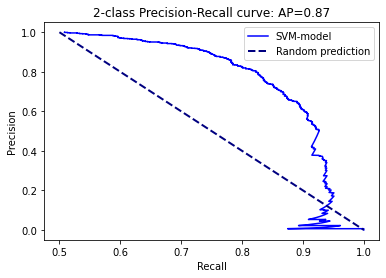 2-class Precision-Recall curve: AP=0.87
SVM-model
Random prediction
Precision
1.0
0.8
0.6
0.4
0.2
0.0
0.5 0.6 0.7 0.8 0.9 1.0
Recall